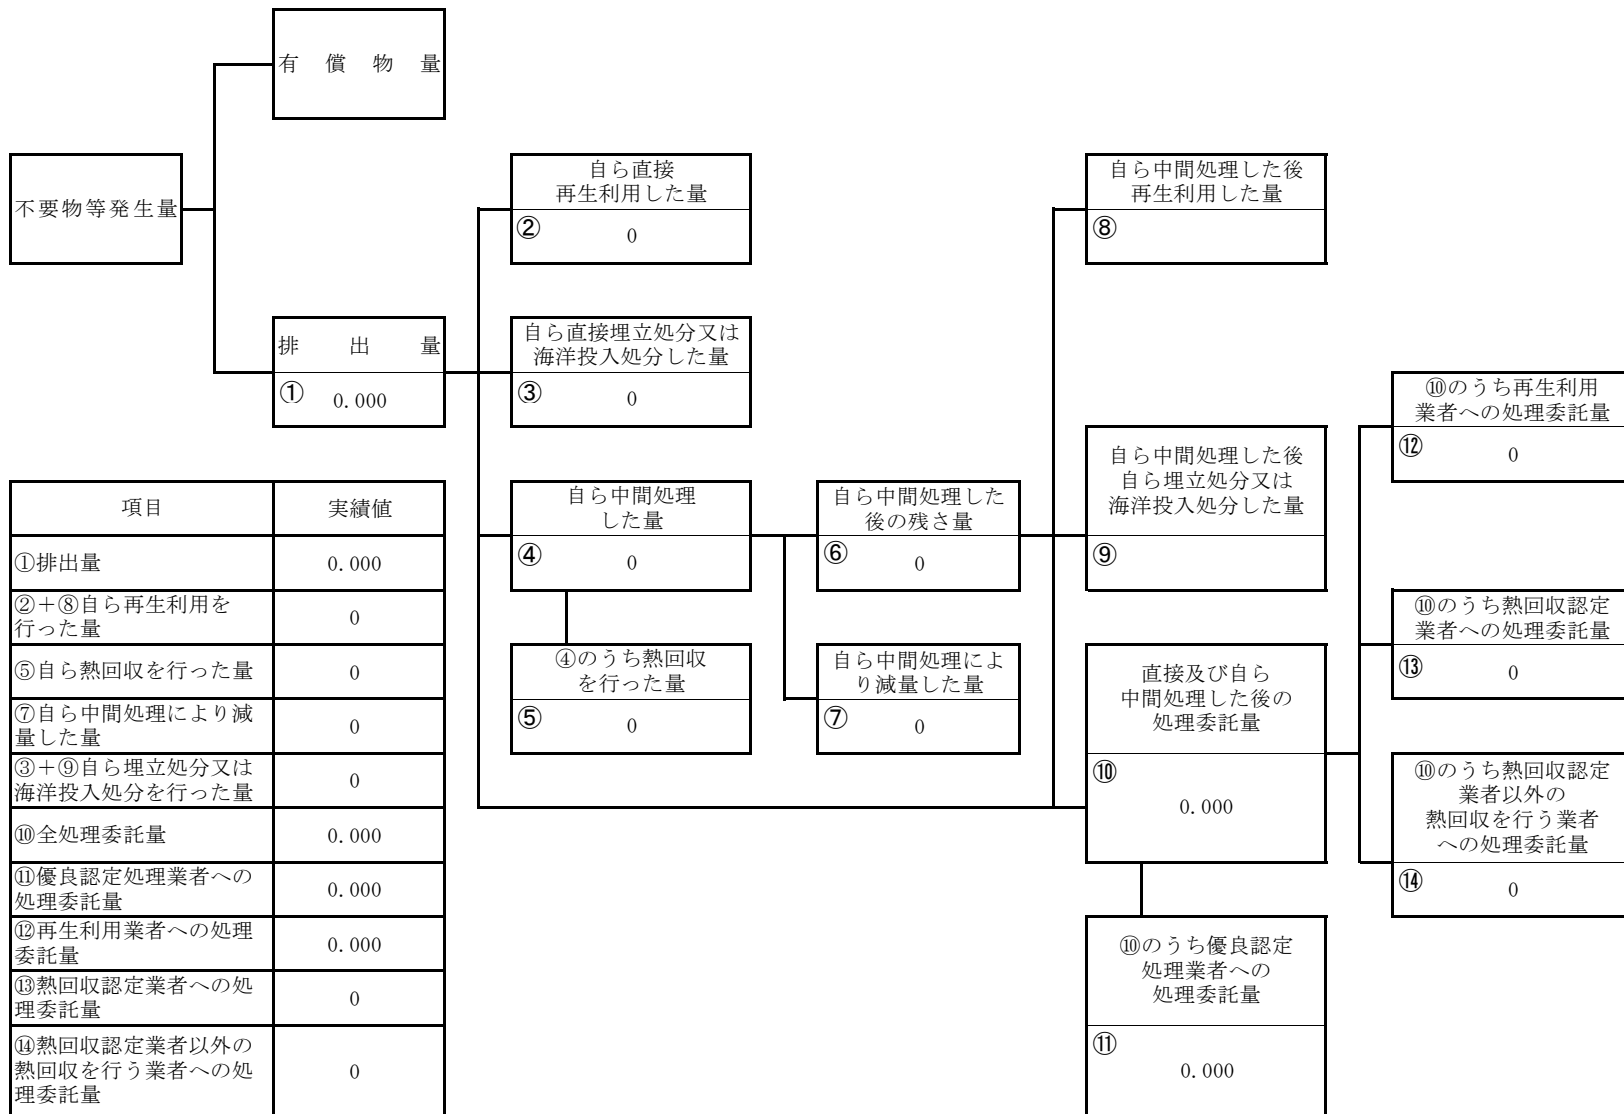 有償物量
不要物等発生量
排出量
①
0.000
自ら直接
再生利用した量
②
0
自ら直接埋立処分又は
海洋投入処分した量
③
0
自ら中間処理
した量
④
0
④のうち熱回収
を行った量
⑤
0
自ら中間処理した
後の残さ量
⑥
0
自ら中間処理によ
り減量した量
⑦
0
自ら中間処理した後
再生利用した量
⑧
自ら中間処理した後
自ら埋立処分又は
海洋投入処分した量
⑨
直接及び自ら
中間処理した後の
処理委託量
⑩
0.000
⑩のうち優良認定
処理業者への
処理委託量
⑪
0.000
⑩のうち再生利用
業者への処理委託量
⑫
0
⑩のうち熱回収認定
業者への処理委託量
⑬
0
⑩のうち熱回収認定
業者以外の
熱回収を行う業者
への処理委託量
⑭
0
項目 実績値
①排出量 0.000
②＋⑧自ら再生利用を
行った量
0
⑤自ら熱回収を行った量 0
⑦自ら中間処理により減
量した量
0
③＋⑨自ら埋立処分又は
海洋投入処分を行った量
0
⑩全処理委託量 0.000
⑪優良認定処理業者への
処理委託量
0.000
⑫再生利用業者への処理
委託量
0.000
⑬熱回収認定業者への処
理委託量
0
⑭熱回収認定業者以外の
熱回収を行う業者への処
理委託量
0